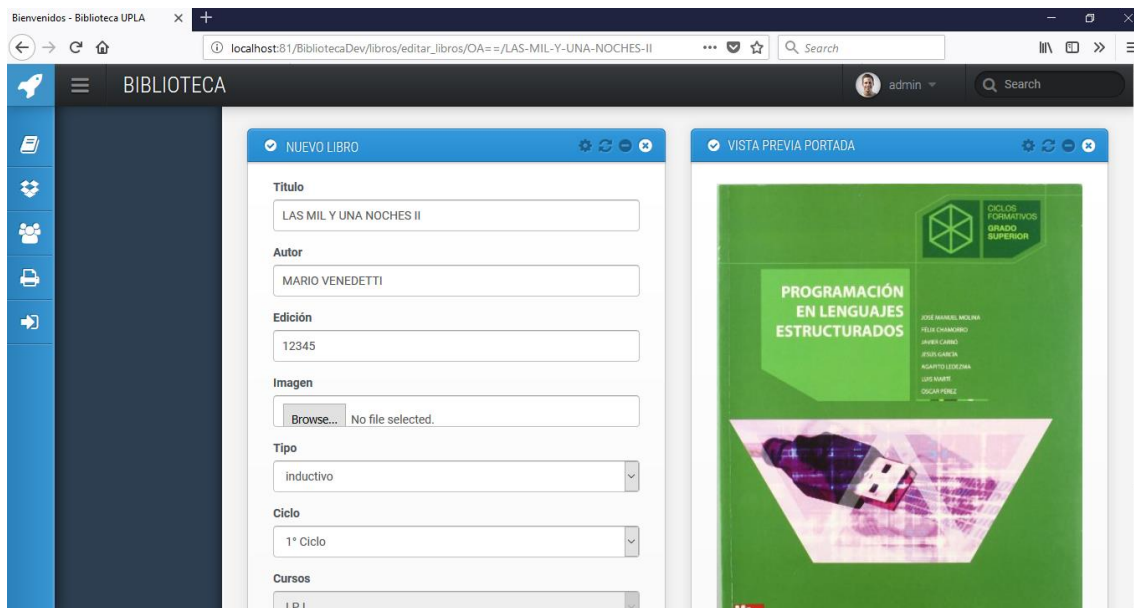 Bienvenidos - Biblioteca UPLA
localhost:81/BibliotecaDev/libros/editar_libros/OA==/LAS-MIL-Y-UNA-NOCHES-II
Search
BIBLIOTECA
admin
Search
NUEVO LIBRO
Titulo
LAS MIL Y UNA NOCHES II
Autor
MARIO VENEDETTI
Edición
12345
Imagen
Browse... No file selected.
Tipo
inductivo
Ciclo
1° Ciclo
Cursos
VISTA PREVIA PORTADA
CICLOS
FORMATIVOS
GRADO
SUPERIOR
PROGRAMACIÓN
EN LENGUAJES
ESTRUCTURADOS
JOSÉ MANUEL MOLINA
FÉLIX CHAMORRO
JAVIER CARBÓ
JESÚS GARCÍA
AGAPITO LEDEZMA
LUIS MARTÍ
OSCAR PÉREZ